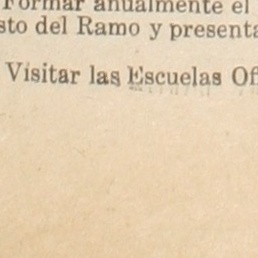 Formar anualmente el
sto del Ramo y presenta
Visitar las Escuelas Of